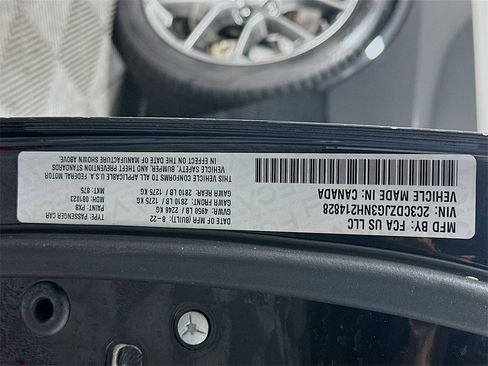 MFD BY: FCA US LLC
VIN: 2C3CDZJG3NH214828
VEHICLE MADE IN: CANADA
TYPE: PASSENGER CAR
PAINT: PX8
MDH: 081023
MKT: 875
MFD (BUILT): 8-22
GVWR: 4950 LB / 2246 KG
GAWR FRONT: 2810 LB / 1275 KG
GAWR REAR: 2810 LB / 1275 KG
THIS VEHICLE CONFORMS TO ALL APPLICABLE U.S.A. FEDERAL MOTOR
VEHICLE SAFETY, BUMPER, AND THEFT PREVENTION STANDARDS
IN EFFECT ON THE DATE OF MANUFACTURE SHOWN ABOVE.